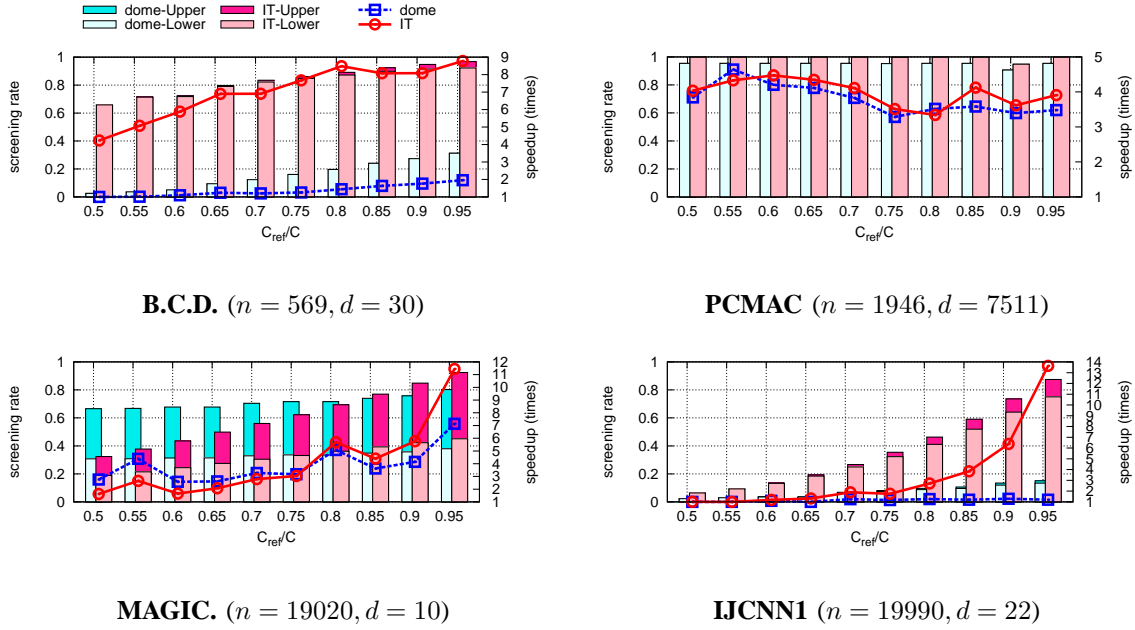 dome-Upper IT-Upper dome
dome-Lower IT-Lower IT
screening rate
1
0.8
0.6
0.4
0.2
0
9
8
7
6
5
4
3
2
1
speedup (times)
0.5 0.55 0.6 0.65 0.7 0.75 0.8 0.85 0.9 0.95
C_ref/C
B.C.D. (n = 569, d = 30)
screening rate
1
0.8
0.6
0.4
0.2
0
5
4
3
2
1
speedup (times)
0.5 0.55 0.6 0.65 0.7 0.75 0.8 0.85 0.9 0.95
C_ref/C
PCMAC (n = 1946, d = 7511)
screening rate
1
0.8
0.6
0.4
0.2
0
12
11
10
9
8
7
6
5
4
3
2
1
speedup (times)
0.5 0.55 0.6 0.65 0.7 0.75 0.8 0.85 0.9 0.95
C_ref/C
MAGIC. (n = 19020, d = 10)
screening rate
1
0.8
0.6
0.4
0.2
0
14
13
12
11
10
9
8
7
6
5
4
3
2
1
speedup (times)
0.5 0.55 0.6 0.65 0.7 0.75 0.8 0.85 0.9 0.95
C_ref/C
IJCNN1 (n = 19990, d = 22)